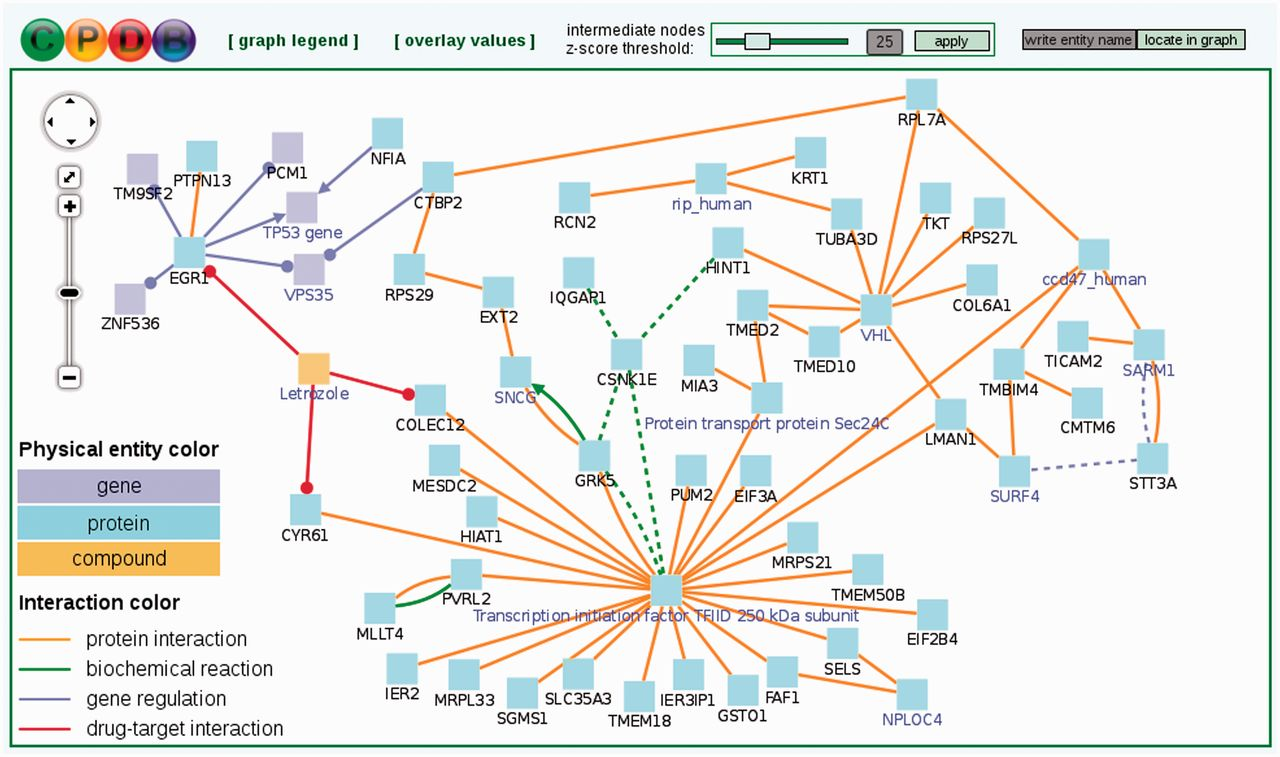 C P D B
[ graph legend ]
[ overlay values ]
intermediate nodes
z-score threshold:
25
apply
write entity name
locate in graph
RPL7A
NFIA
PCM1
TM9SF2
PTPN13
KRT1
CTBP2
RCN2
rip_human
TKT
TP53 gene
TUBA3D
RPS27L
HINT1
EGR1
ccd47_human
VPS35
RPS29
IQGAP1
COL6A1
EXT2
ZNF536
TMED2
VHL
TICAM2
TMED10
SARM1
CSNK1E
MIA3
TMBIM4
Letrozole
SNCG
COLEC12
Protein transport protein Sec24C
CMTM6
LMAN1
Physical entity color
gene
protein
compound
MESDC2
GRK5
PUM2
EIF3A
SURF4
STT3A
CYR61
HIAT1
MRPS21
TMEM50B
PVRL2
Transcription initiation factor TFIID 250 kDa subunit
MLLT4
EIF2B4
Interaction color
protein interaction
biochemical reaction
gene regulation
drug-target interaction
SELS
IER2
MRPL33
SLC35A3
IER3IP1
FAF1
SGMS1
TMEM18
GSTO1
NPLOC4